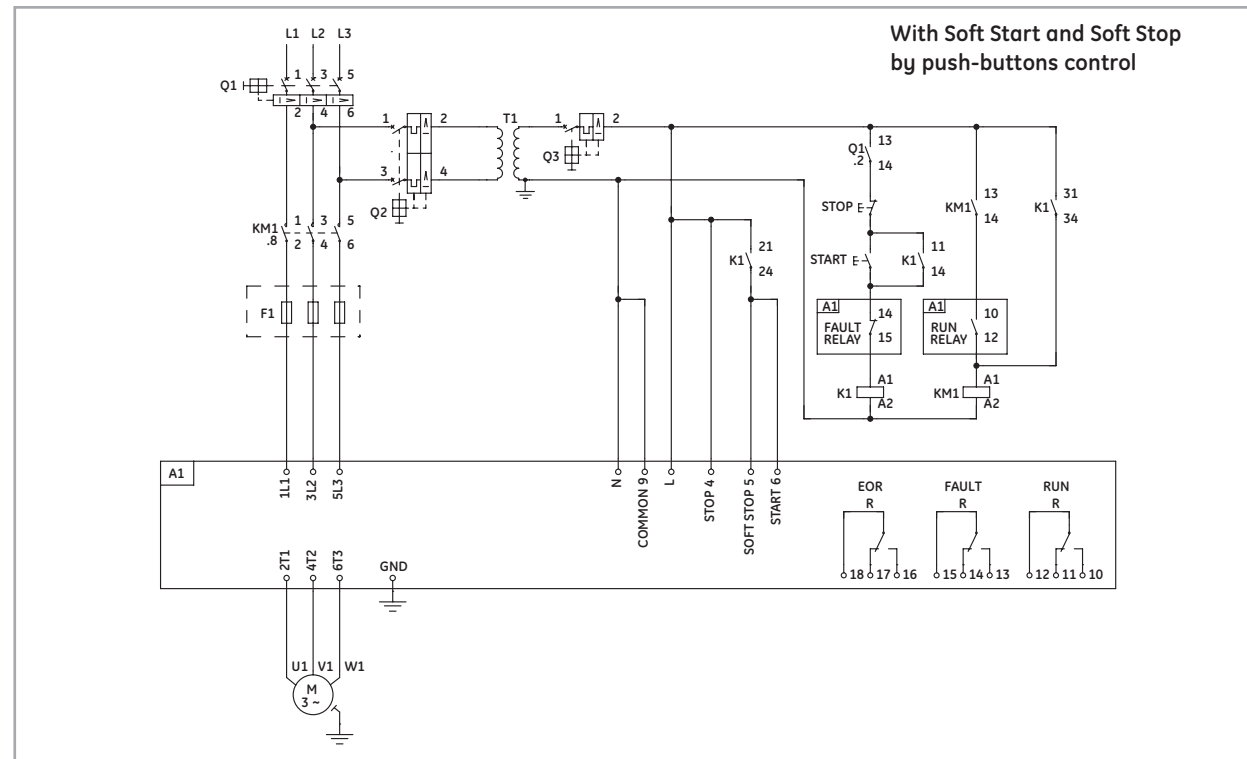 With Soft Start and Soft Stop
by push-buttons control
L1 L2 L3
Q1 1 3 5
2 4 6
1 2
3 4
Q2
T1
1 2
Q3
Q1 13
.2 14
STOP E
START E
K1 11
14
KM1 13
14
K1 31
34
K1 21
24
KM1 1 3 5
.8 2 4 6
F1
A1
FAULT
RELAY
14
15
A1
RUN
RELAY
10
12
K1 A1
A2
KM1 A1
A2
A1
1L1 3L2 5L3
N
COMMON 9
L
STOP 4
SOFT STOP 5
START 6
EOR
R
18 17 16
FAULT
R
15 14 13
RUN
R
12 11 10
2T1 4T2 6T3
GND
U1 V1 W1
M
3 ~